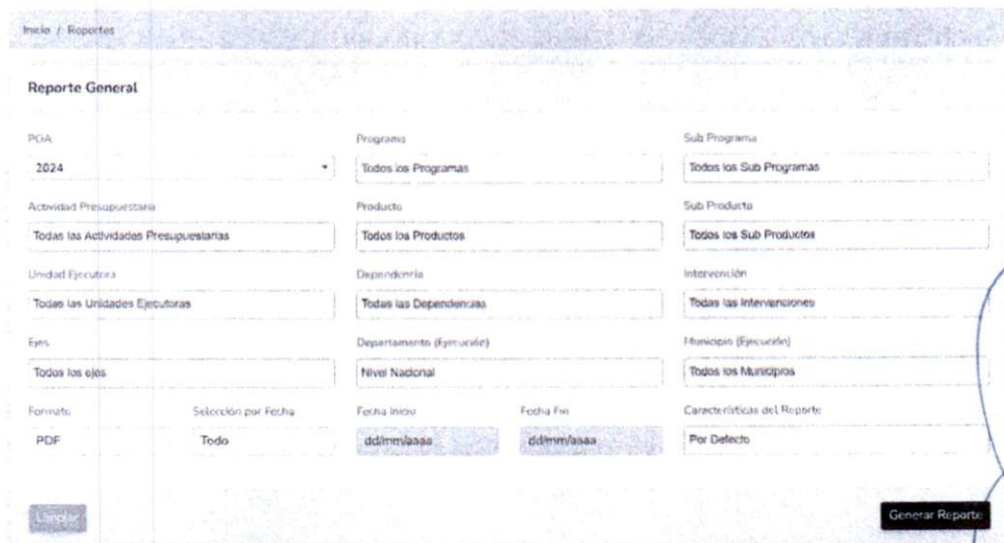 Inicio / Reportes
Reporte General
POA
Programa
Sub Programa
2024
Todos los Programas
Todos los Sub Programas
Actividad Presupuestaria
Producto
Sub Producto
Todas las Actividades Presupuestarias
Todos los Productos
Todos los Sub Productos
Unidad Ejecutora
Dependencia
Intervención
Todas las Unidades Ejecutoras
Todas las Dependencias
Todas las Intervenciones
Ejes
Departamento (Ejecución)
Municipio (Ejecución)
Todos los ejes
Nivel Nacional
Todos los Municipios
Formato
Selección por Fecha
Fecha Inicio
Fecha Fin
Características del Reporte
PDF
Todo
dd/mm/aaaa
dd/mm/aaaa
Por Defecto
Limpiar
Generar Reporte